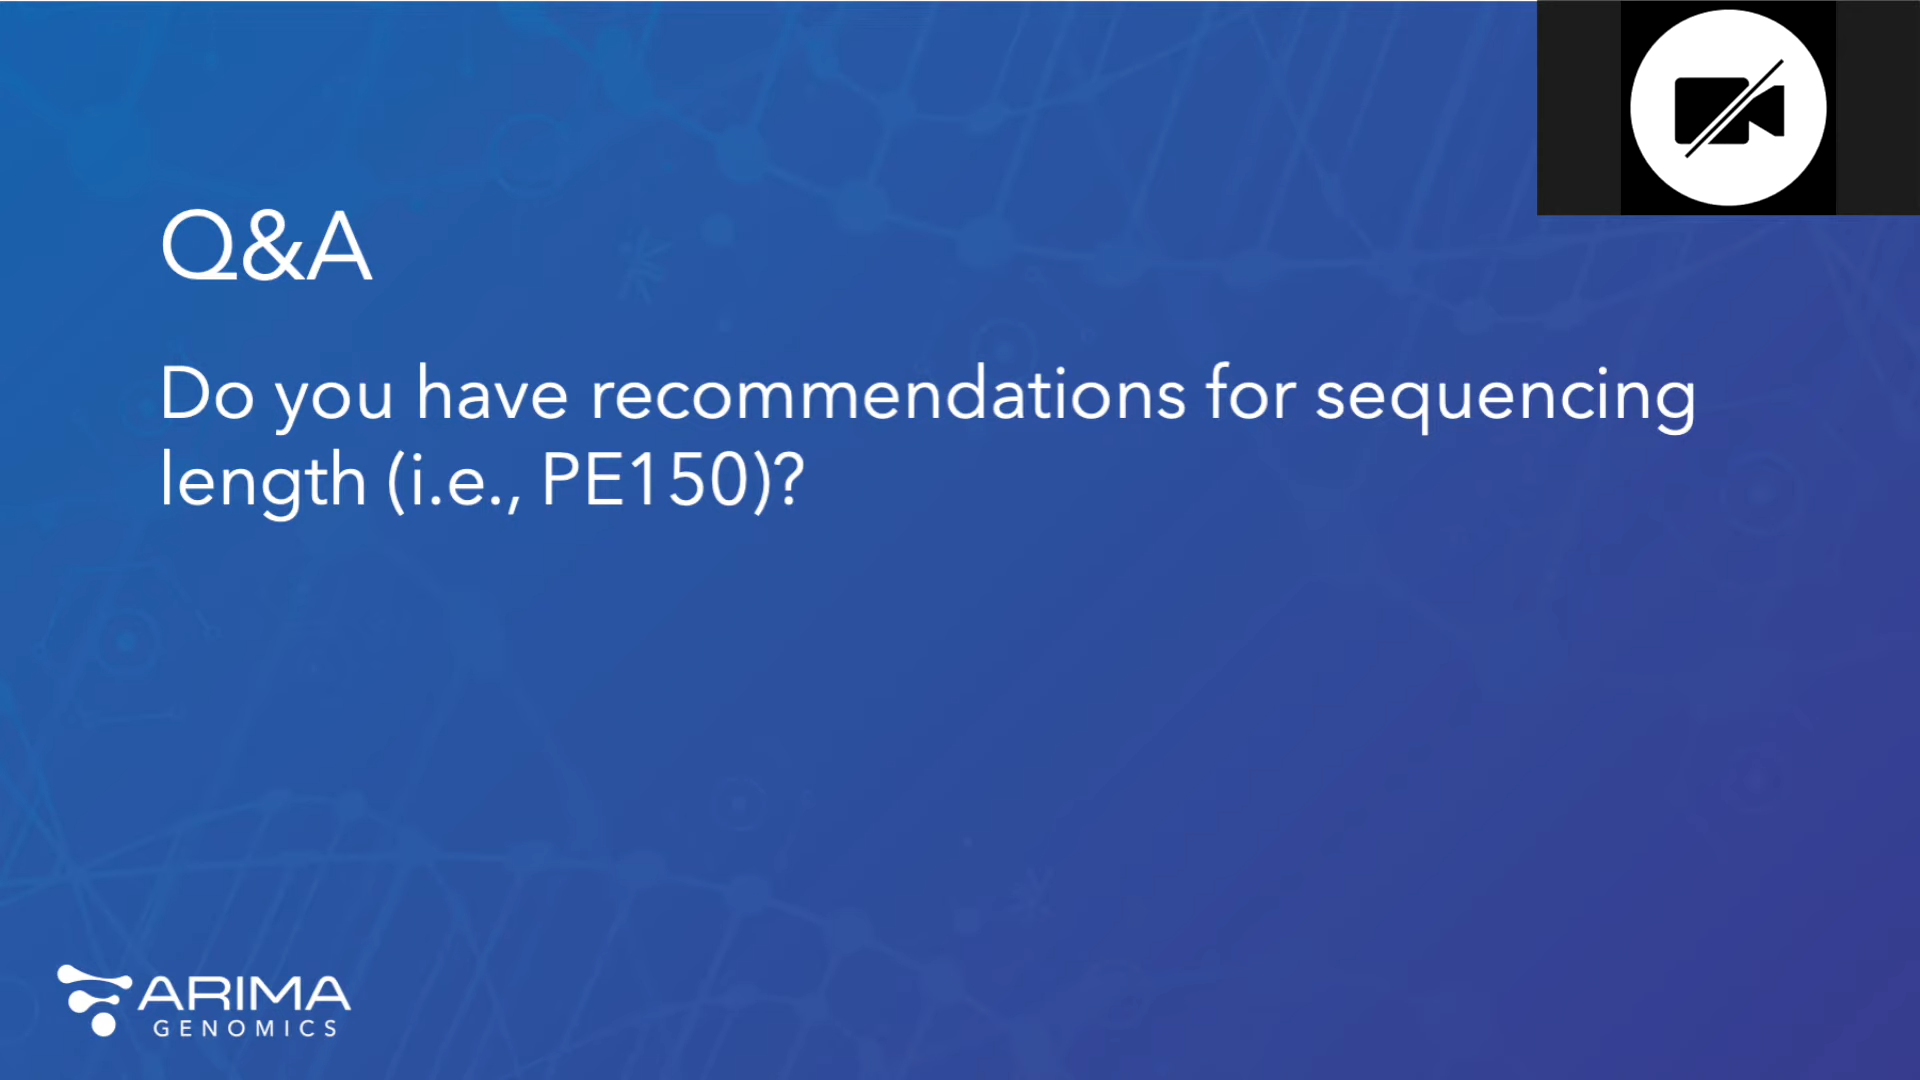 Q&A
Do you have recommendations for sequencing
length (i.e., PE150)?
ARIMA
GENOMICS